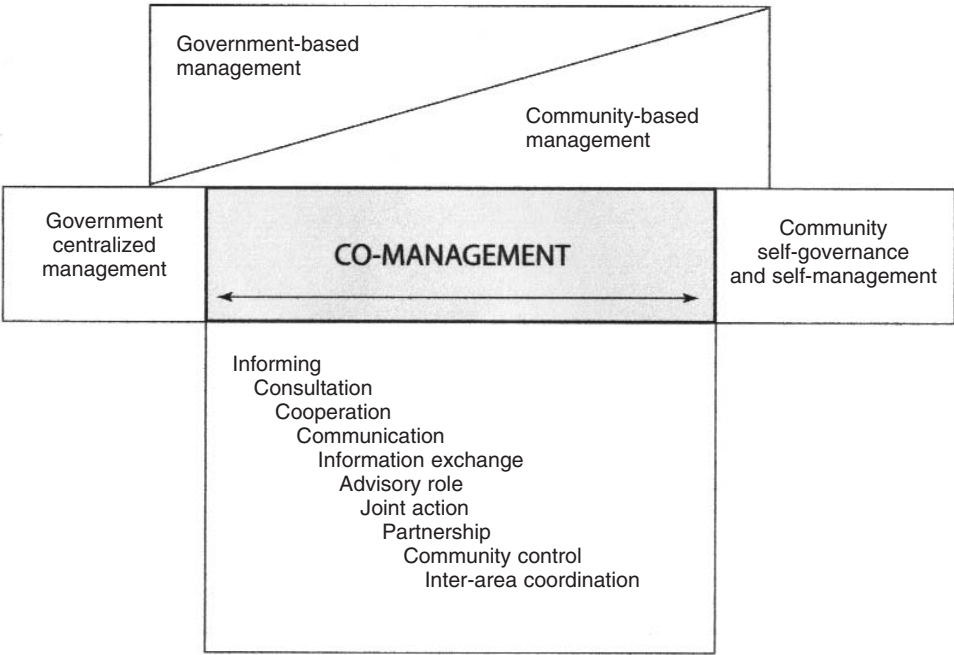 Government-based
management
Community-based
management
Government
centralized
management
CO-MANAGEMENT
Community
self-governance
and self-management
Informing
Consultation
Cooperation
Communication
Information exchange
Advisory role
Joint action
Partnership
Community control
Inter-area coordination